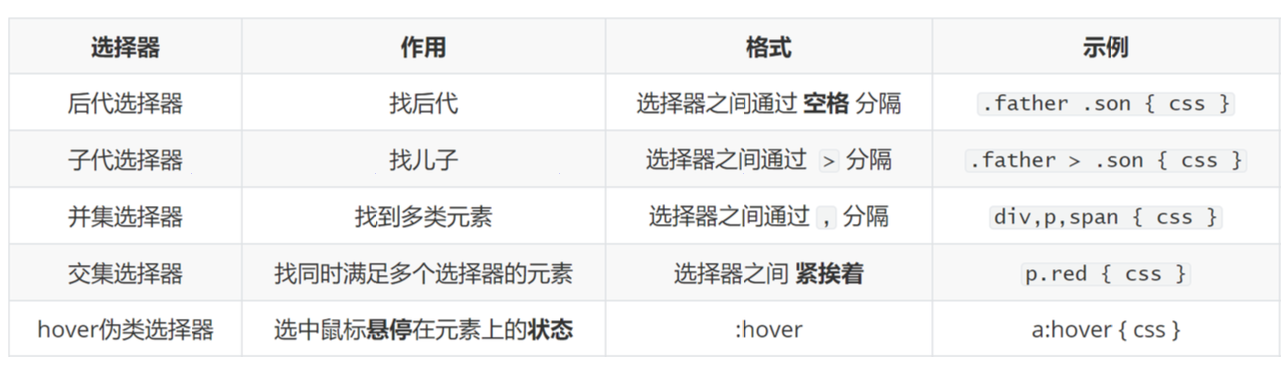 选择器 作用 格式 示例
后代选择器 找后代 选择器之间通过 空格 分隔 .father .son { css }
子代选择器 找儿子 选择器之间通过 > 分隔 .father > .son { css }
并集选择器 找到多类元素 选择器之间通过 , 分隔 div,p,span { css }
交集选择器 找同时满足多个选择器的元素 选择器之间 紧挨着 p.red { css }
hover伪类选择器 选中鼠标悬停在元素上的状态 :hover a:hover { css }